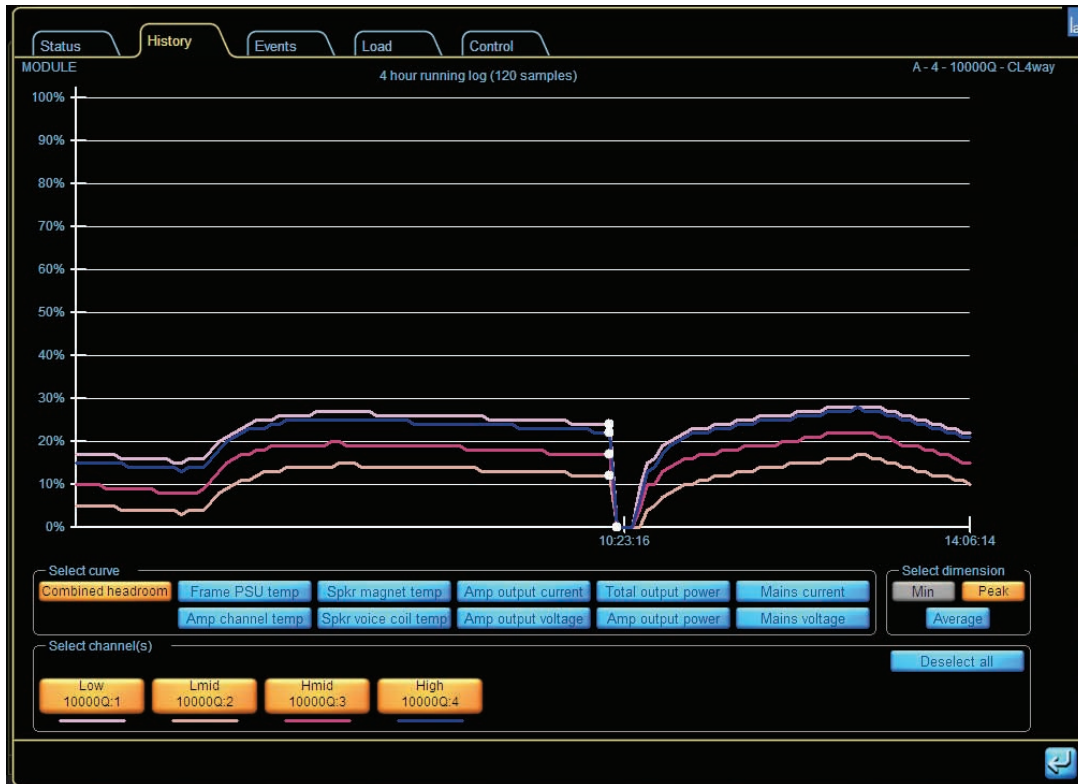 Status History Events Load Control
MODULE
4 hour running log (120 samples)
A - 4 - 10000Q - CL4way
100%
90%
80%
70%
60%
50%
40%
30%
20%
10%
0%
10:23:16 14:06:14
Select curve
Combined headroom Frame PSU temp Spkr magnet temp Amp output current Total output power Mains current
Amp channel temp Spkr voice coil temp Amp output voltage Amp output power Mains voltage
Select dimension
Min Peak
Average
Select channel(s)
Deselect all
Low
10000Q:1
Lmid
10000Q:2
Hmid
10000Q:3
High
10000Q:4